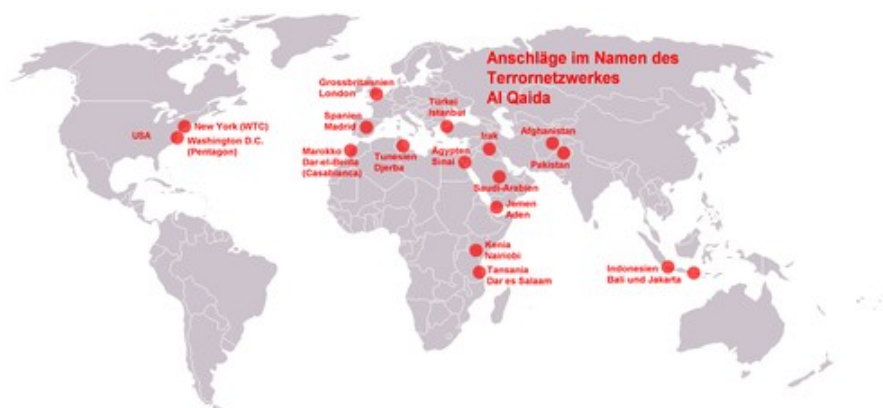 Anschläge im Namen des
Terrornetzwerkes
Al Qaida
Grossbritannien
London
Türkei
Istanbul
Spanien
Madrid
USA
New York (WTC)
Washington D.C.
(Pentagon)
Marokko
Dar-el-Beida
(Casablanca)
Tunesien
Djerba
Ägypten
Sinai
Irak
Afghanistan
Pakistan
Saudi-Arabien
Jemen
Aden
Kenia
Nairiobi
Tansania
Dar es Salaam
Indonesien
Bali und Jakarta